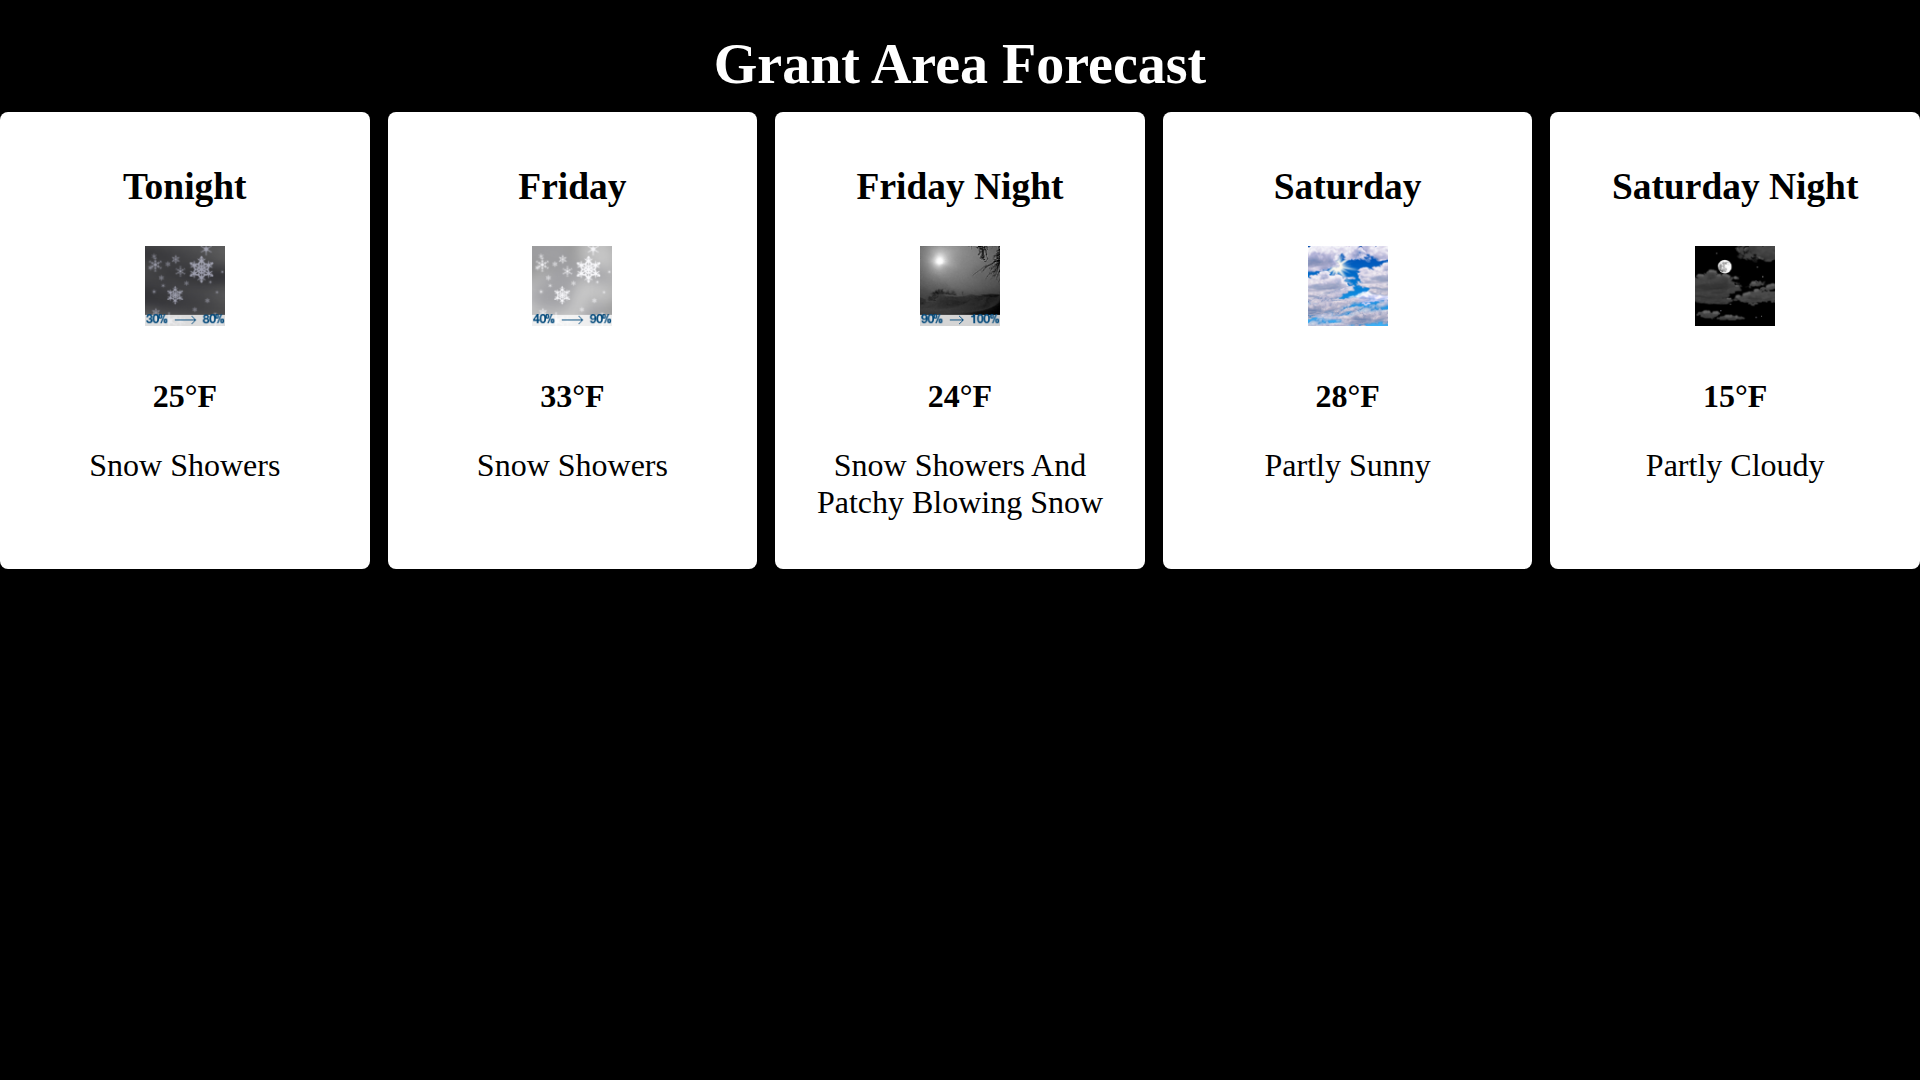 Grant Area Forecast
Tonight
30% → 80%
25°F
Snow Showers
Friday
40% → 90%
33°F
Snow Showers
Friday Night
90% → 100%
24°F
Snow Showers And
Patchy Blowing Snow
Saturday
28°F
Partly Sunny
Saturday Night
15°F
Partly Cloudy